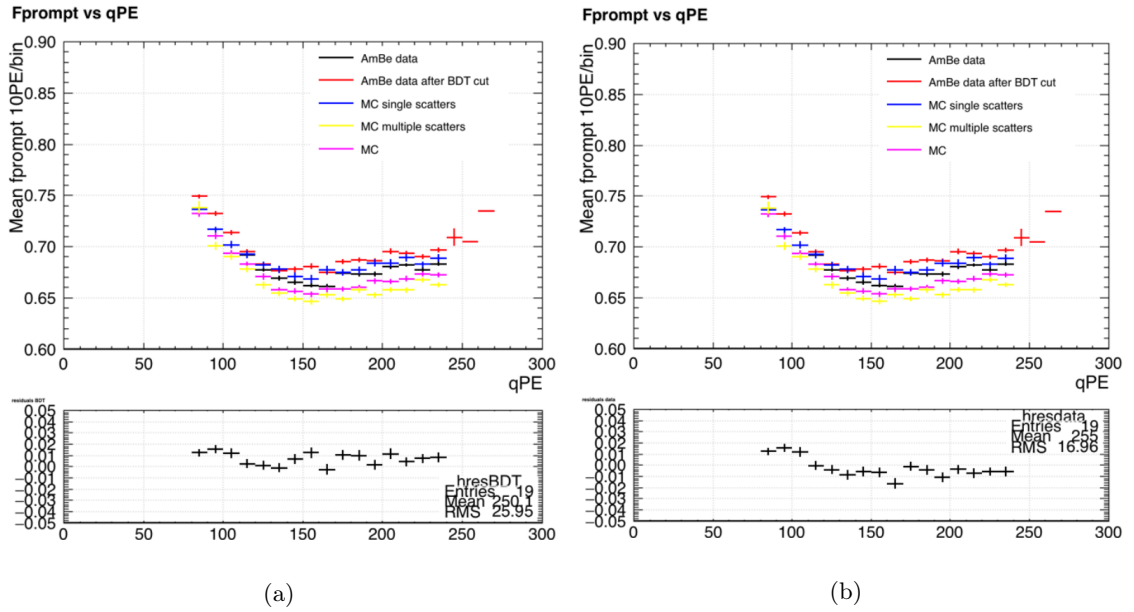 Fprompt vs qPE
Mean fprompt 10PE/bin
0.90
0.85
0.80
0.75
0.70
0.65
0.60
AmBe data
AmBe data after BDT cut
MC single scatters
MC multiple scatters
MC
0 50 100 150 200 250 300
qPE
residuals BDT
0.05
0.04
0.03
0.02
0.01
0.00
−0.01
−0.02
−0.03
−0.04
−0.05
hresBDT
Entries 19
Mean 250.1
RMS 25.95
0 50 100 150 200 250 300
(a)
Fprompt vs qPE
Mean fprompt 10PE/bin
0.90
0.85
0.80
0.75
0.70
0.65
0.60
AmBe data
AmBe data after BDT cut
MC single scatters
MC multiple scatters
MC
0 50 100 150 200 250 300
qPE
residuals data
0.05
0.04
0.03
0.02
0.01
0.00
−0.01
−0.02
−0.03
−0.04
−0.05
hresdata
Entries 19
Mean 255
RMS 16.96
0 50 100 150 200 250 300
(b)